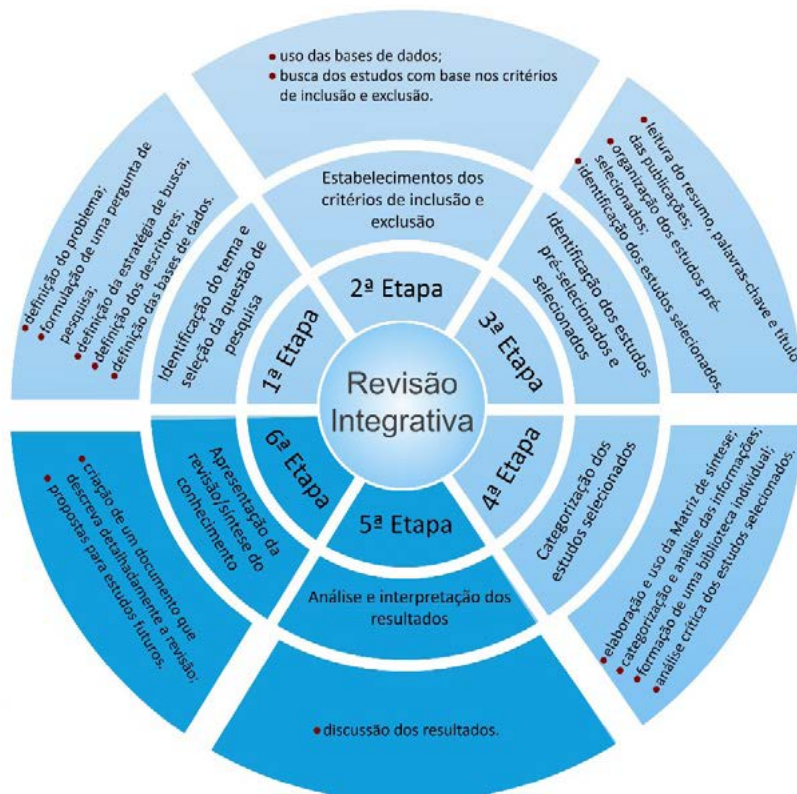 Revisão
Integrativa
1ª Etapa
Identificação do tema e
seleção da questão de
pesquisa
• definição do problema;
• formulação de uma pergunta de
pesquisa;
• definição da estratégia de busca;
• definição dos descritores;
• definição das bases de dados.
2ª Etapa
Estabelecimentos dos
critérios de inclusão e
exclusão
• uso das bases de dados;
• busca dos estudos com base nos critérios
de inclusão e exclusão.
3ª Etapa
Identificação dos estudos
pré-selecionados e
selecionados
• leitura do resumo, palavras-chave e título
das publicações;
• organização dos estudos pré-
selecionados;
• identificação dos estudos selecionados.
4ª Etapa
Categorização dos
estudos selecionados
• elaboração e uso da Matriz de síntese;
• categorização e análise das informações;
• formação de uma biblioteca individual;
• análise crítica dos estudos selecionados.
5ª Etapa
Análise e interpretação dos
resultados
• discussão dos resultados.
6ª Etapa
Apresentação da
revisão/síntese do
conhecimento
• criação de um documento que
descreva detalhadamente a revisão;
• propostas para estudos futuros.